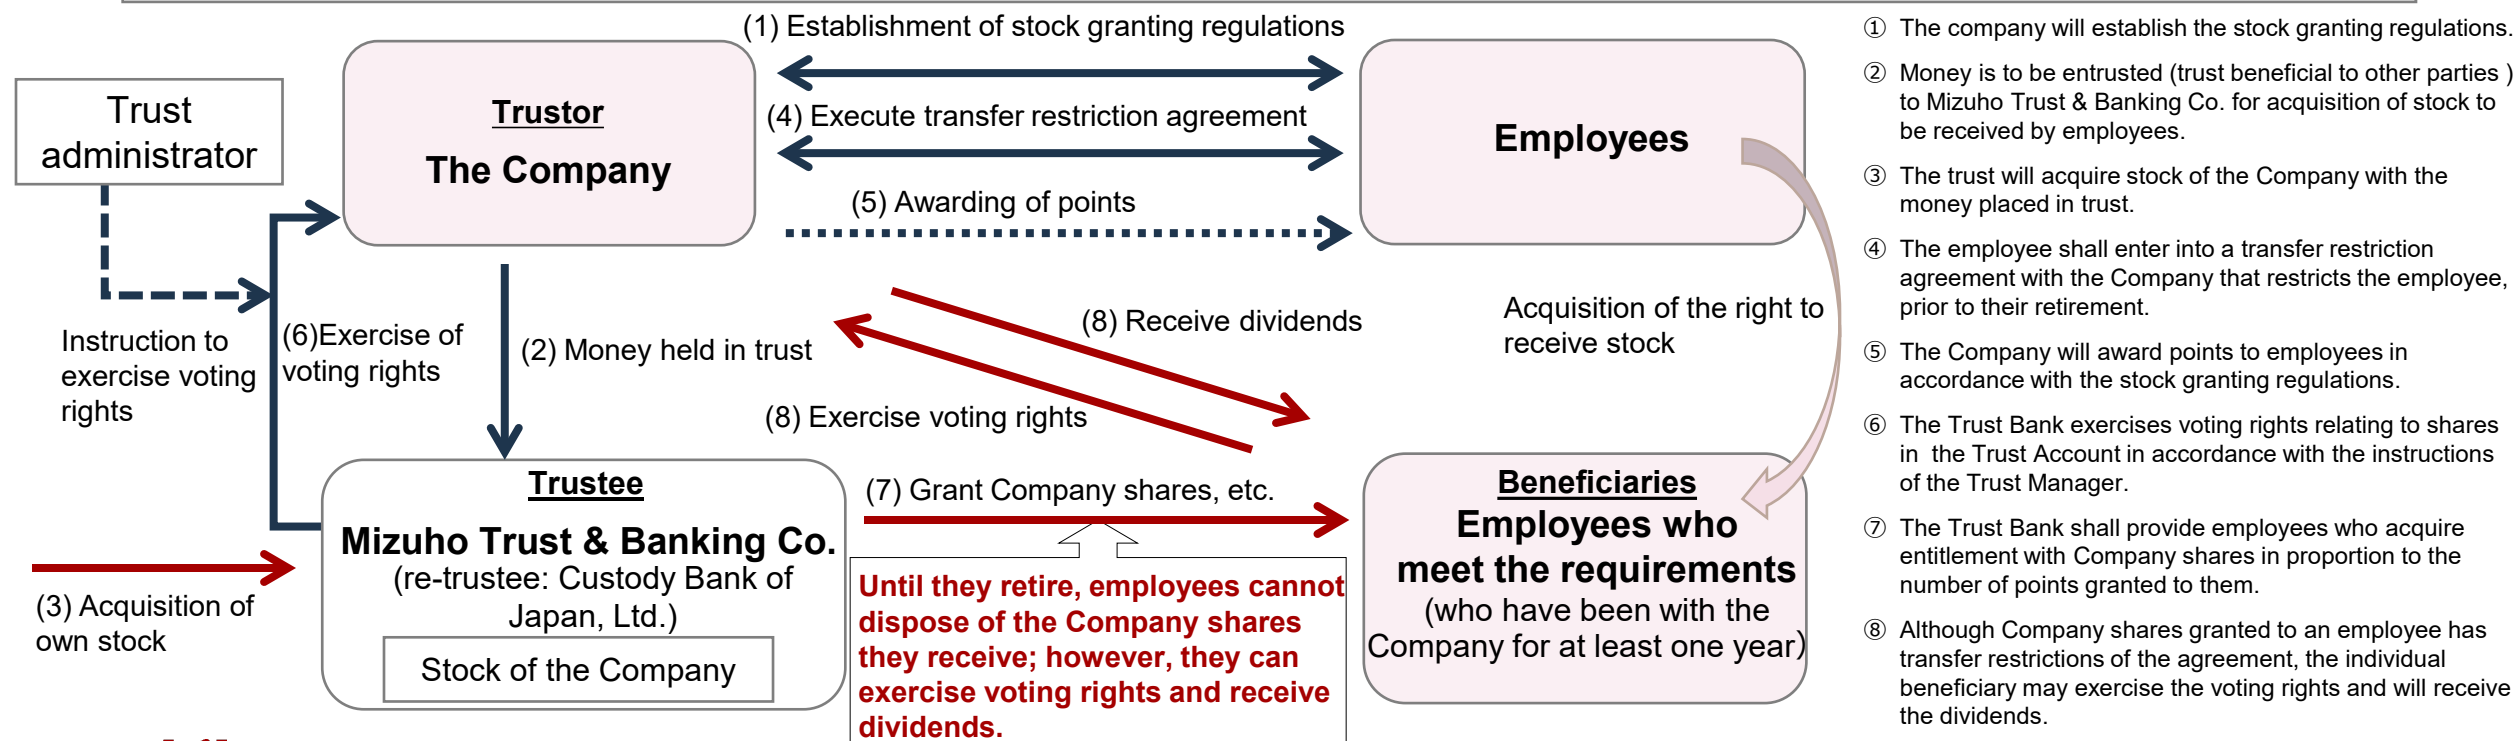 (1) Establishment of stock granting regulations
Trust
administrator
Trustor
The Company
(4) Execute transfer restriction agreement
Employees
(5) Awarding of points
Instruction to
exercise voting
rights
(6)Exercise of
voting rights
(2) Money held in trust
(8) Receive dividends
Acquisition of the right to
receive stock
(8) Exercise voting rights
(3) Acquisition of
own stock
Trustee
Mizuho Trust & Banking Co.
(re-trustee: Custody Bank of
Japan, Ltd.)
Stock of the Company
(7) Grant Company shares, etc.
Until they retire, employees cannot
dispose of the Company shares
they receive; however, they can
exercise voting rights and receive
dividends.
Beneficiaries
Employees who
meet the requirements
(who have been with the
Company for at least one year)
① The company will establish the stock granting regulations.
② Money is to be entrusted (trust beneficial to other parties )
to Mizuho Trust & Banking Co. for acquisition of stock to
be received by employees.
③ The trust will acquire stock of the Company with the
money placed in trust.
④ The employee shall enter into a transfer restriction
agreement with the Company that restricts the employee,
prior to their retirement.
⑤ The Company will award points to employees in
accordance with the stock granting regulations.
⑥ The Trust Bank exercises voting rights relating to shares
in the Trust Account in accordance with the instructions
of the Trust Manager.
⑦ The Trust Bank shall provide employees who acquire
entitlement with Company shares in proportion to the
number of points granted to them.
⑧ Although Company shares granted to an employee has
transfer restrictions of the agreement, the individual
beneficiary may exercise the voting rights and will receive
the dividends.